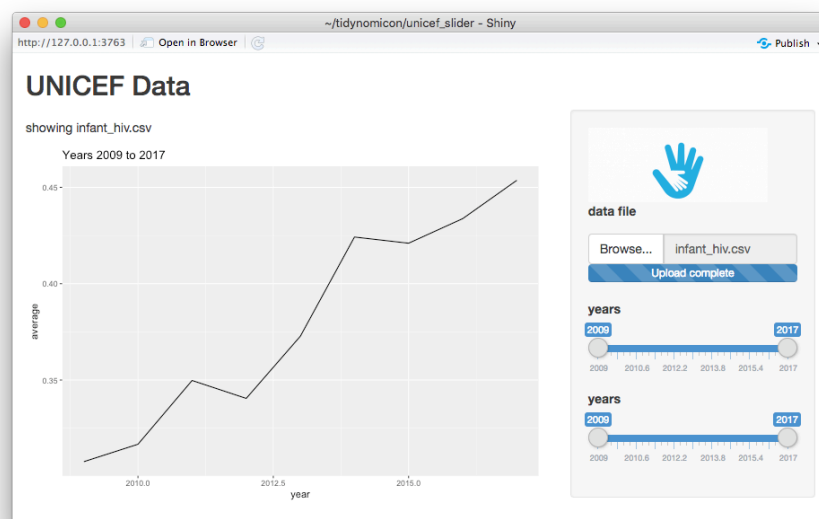 ~/tidynomicon/unicef_slider - Shiny
http://127.0.0.1:3763 Open in Browser Publish
UNICEF Data
showing infant_hiv.csv
Years 2009 to 2017
0.45
0.40
0.35
average
2010.0 2012.5 2015.0
year
data file
Browse... infant_hiv.csv
Upload complete
years
2009 2017
2009 2010.6 2012.2 2013.8 2015.4 2017
years
2009 2017
2009 2010.6 2012.2 2013.8 2015.4 2017